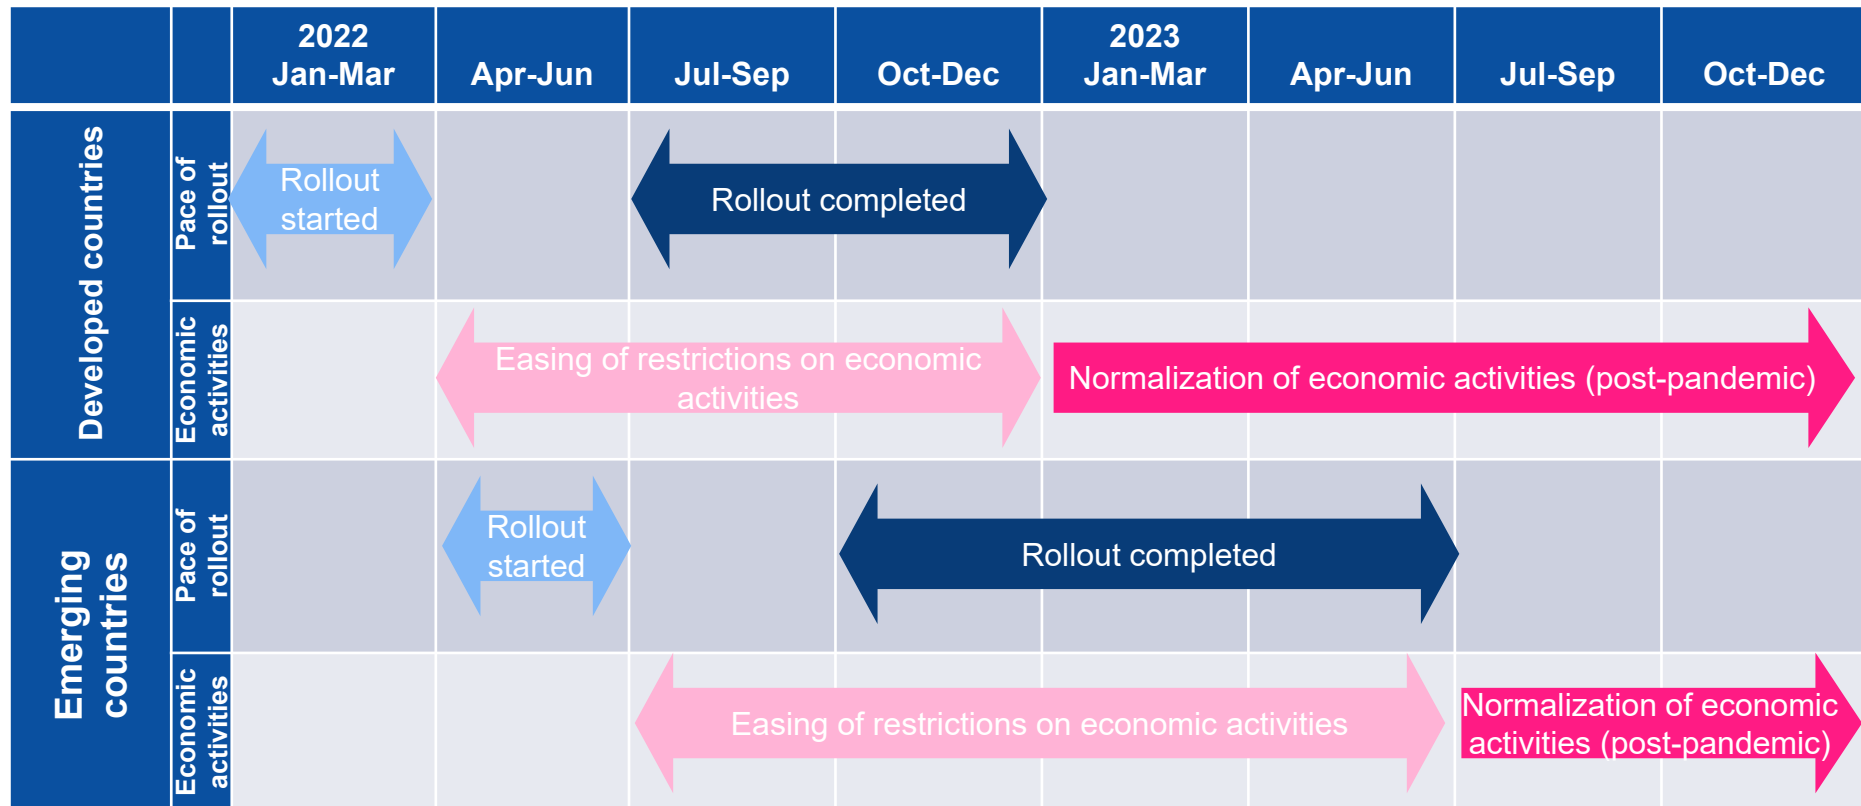 2022
Jan-Mar
Apr-Jun
Jul-Sep
Oct-Dec
2023
Jan-Mar
Apr-Jun
Jul-Sep
Oct-Dec
Developed countries
Pace of
rollout
Rollout
started
Rollout completed
Economic
activities
Easing of restrictions on economic
activities
Normalization of economic activities (post-pandemic)
Emerging
countries
Pace of
rollout
Rollout
started
Rollout completed
Economic
activities
Easing of restrictions on economic activities
Normalization of economic
activities (post-pandemic)